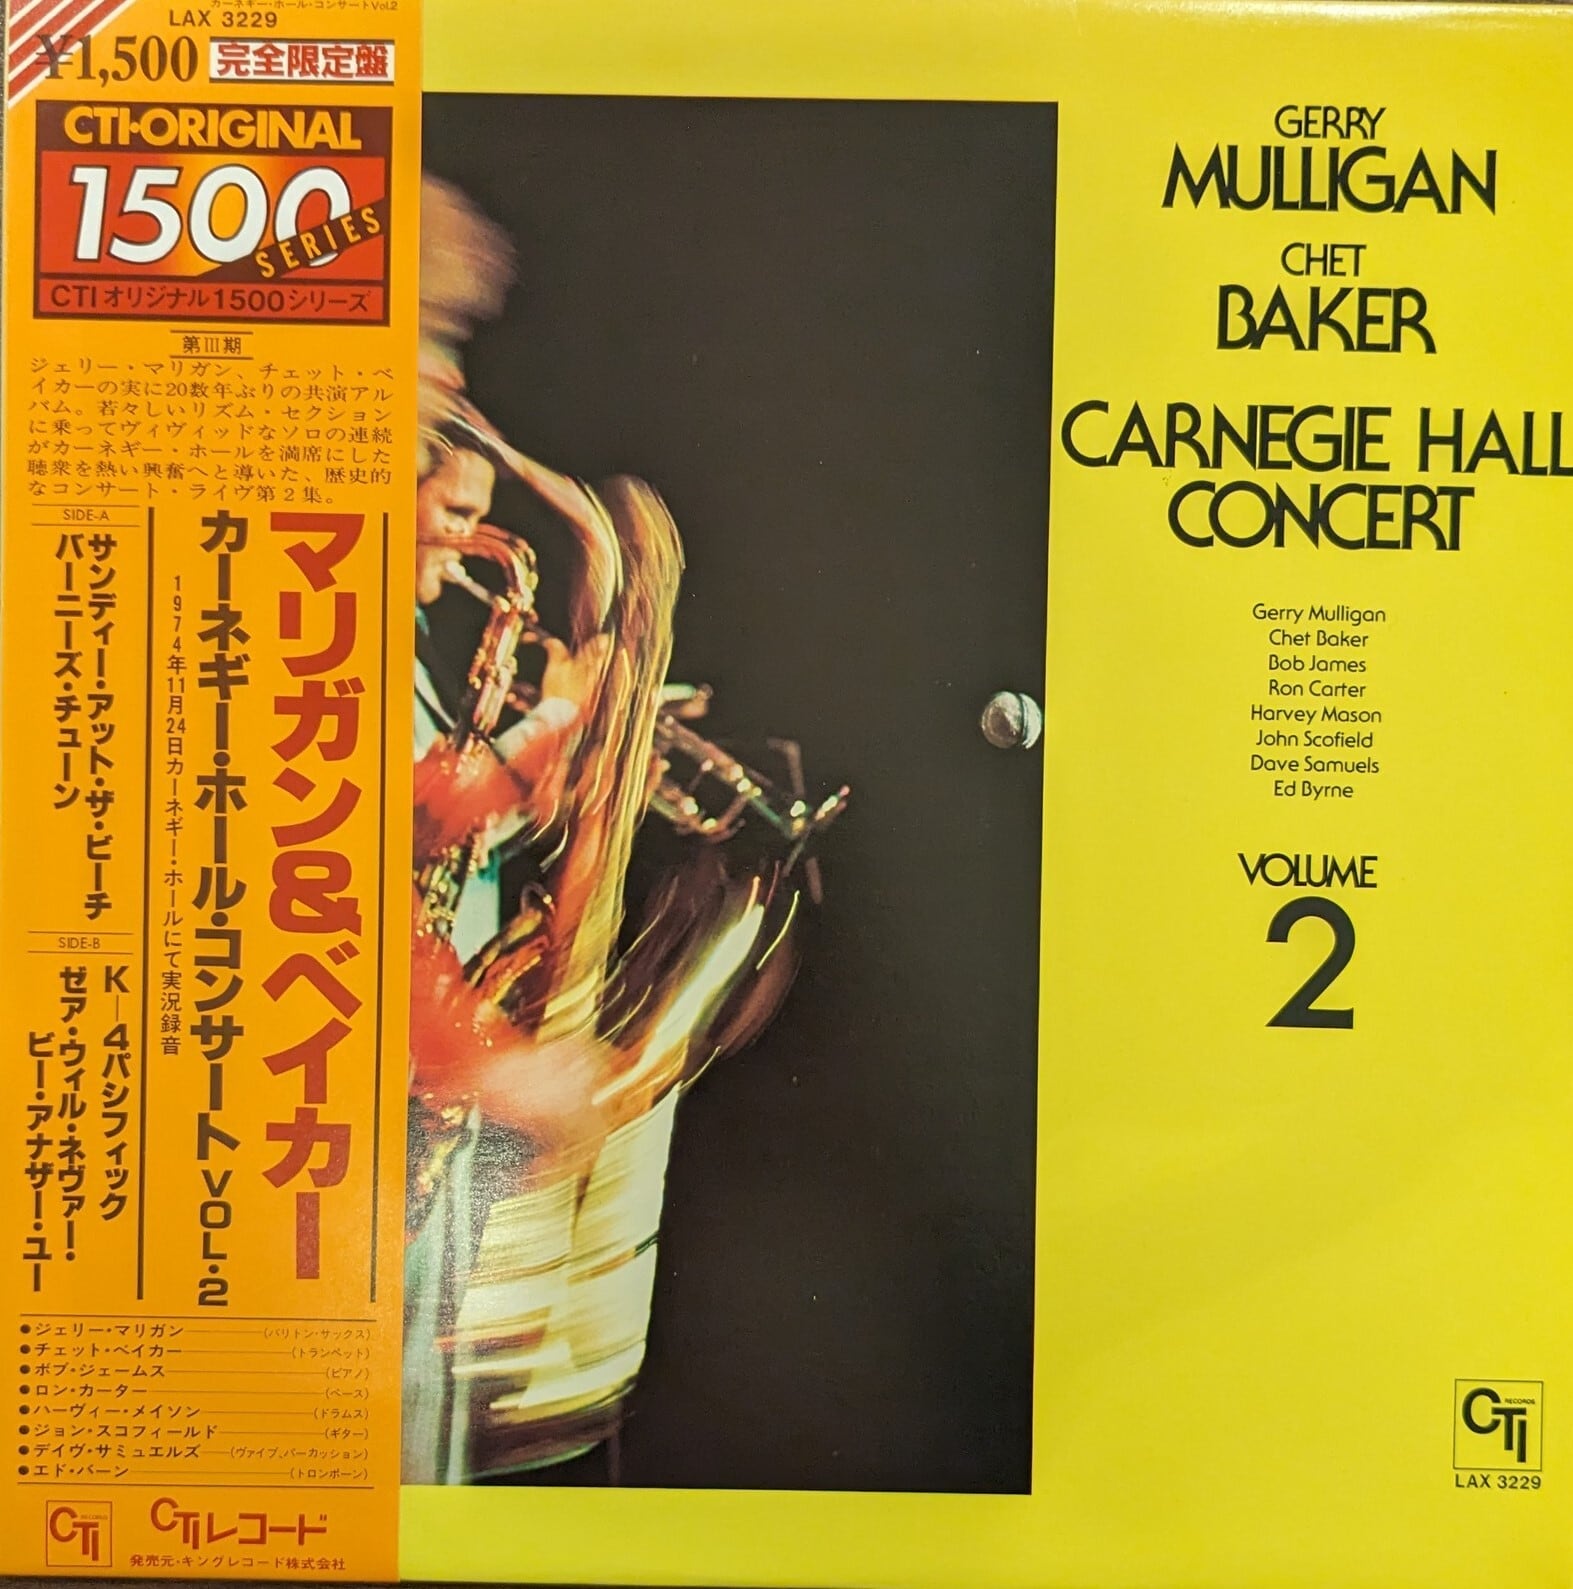 カーネギー・ホール・コンサートVol.2
LAX 3229
¥1,500 完全限定盤
CTI・ORIGINAL
1500
SERIES
CTIオリジナル1500シリーズ
第III期
ジェリー・マリガン、チェット・ベ
イカーの実に20数年ぶりの共演アル
バム。若々しいリズム・セクション
に乗ってヴィヴィッドなソロの連続
がカーネギー・ホールを満席にした
聴衆を熱い興奮へと導いた、歴史的
なコンサート・ライヴ第2集。
マリガン&ベイカー
カーネギー・ホール・コンサートVOL・2
1974年11月24日カーネギー・ホールにて実況録音
SIDE-A
サンディー・アット・ザ・ビーチ
バーニーズ・チューン
SIDE-B
K—4パシフィック
ゼア・ウィル・ネヴァー・
ビー・アナザー・ユー
●ジェリー・マリガン (バリトン・サックス)
●チェット・ベイカー (トランペット)
●ボブ・ジェームス (ピアノ)
●ロン・カーター (ベース)
●ハーヴィー・メイソン (ドラムス)
●ジョン・スコフィールド (ギター)
●デイヴ・サミュエルズ (ヴァイブ、パーカッション)
●エド・バーン (トロンボーン)
CTI RECORDS
CTIレコード
発売元・キングレコード株式会社
GERRY
MULLIGAN
CHET
BAKER
CARNEGIE HALL
CONCERT
Gerry Mulligan
Chet Baker
Bob James
Ron Carter
Harvey Mason
John Scofield
Dave Samuels
Ed Byrne
VOLUME
2
CTI RECORDS
LAX 3229